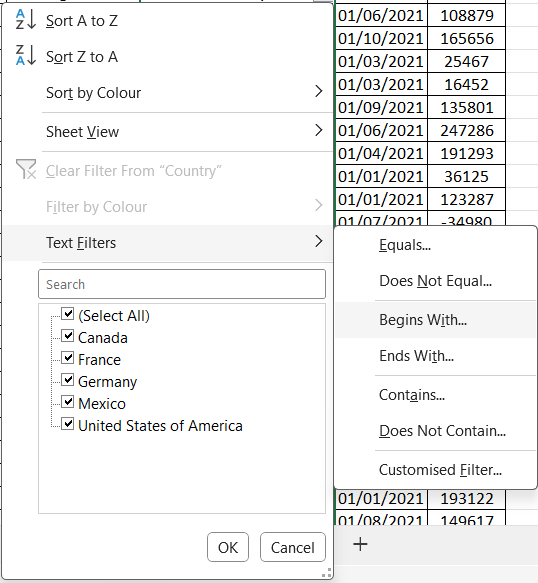 Sort A to Z
Sort Z to A
Sort by Colour
Sheet View
Clear Filter From “Country”
Filter by Colour
Text Filters
Search
(Select All)
Canada
France
Germany
Mexico
United States of America
OK Cancel
01/06/2021 108879
01/10/2021 165656
01/03/2021 25467
01/03/2021 16452
01/09/2021 135801
01/06/2021 247286
01/04/2021 191293
01/01/2021 36125
01/01/2021 123287
01/07/2021 -34980
Equals...
Does Not Equal...
Begins With...
Ends With...
Contains...
Does Not Contain...
Customised Filter...
01/01/2021 193122
01/08/2021 149617